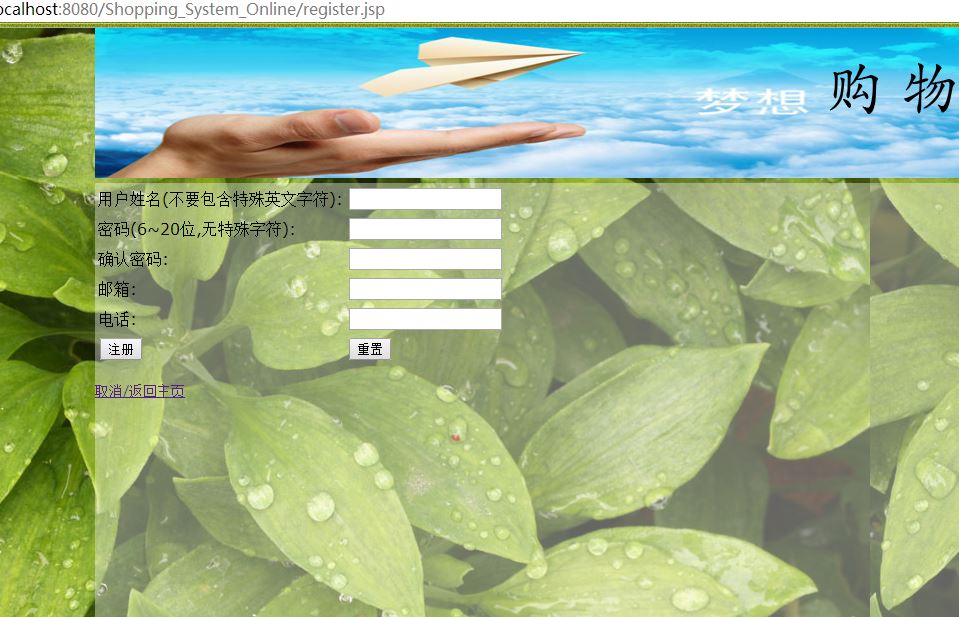 ocalhost:8080/Shopping_System_Online/register.jsp
梦想
购 物
用户姓名(不要包含特殊英文字符):
密码(6~20位,无特殊字符):
确认密码:
邮箱:
电话:
注册 重置
取消/返回主页